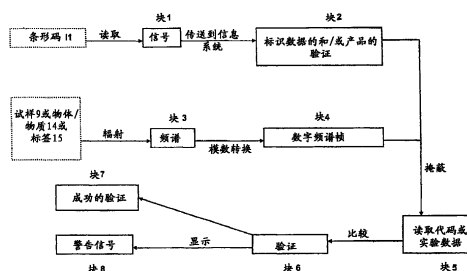 块1
块2
条形码 11
读取
信号
传送到信息
系统
标识数据的和/或产品的
验证
试样9或物体/
物质14或
标签15
辐射
块 3
频谱
模数转换
块4
数字频谱帧
掩蔽
块7
成功的验证
警告信号
块8
显示
验证
块6
比较
读取代码或
实验数据
块5